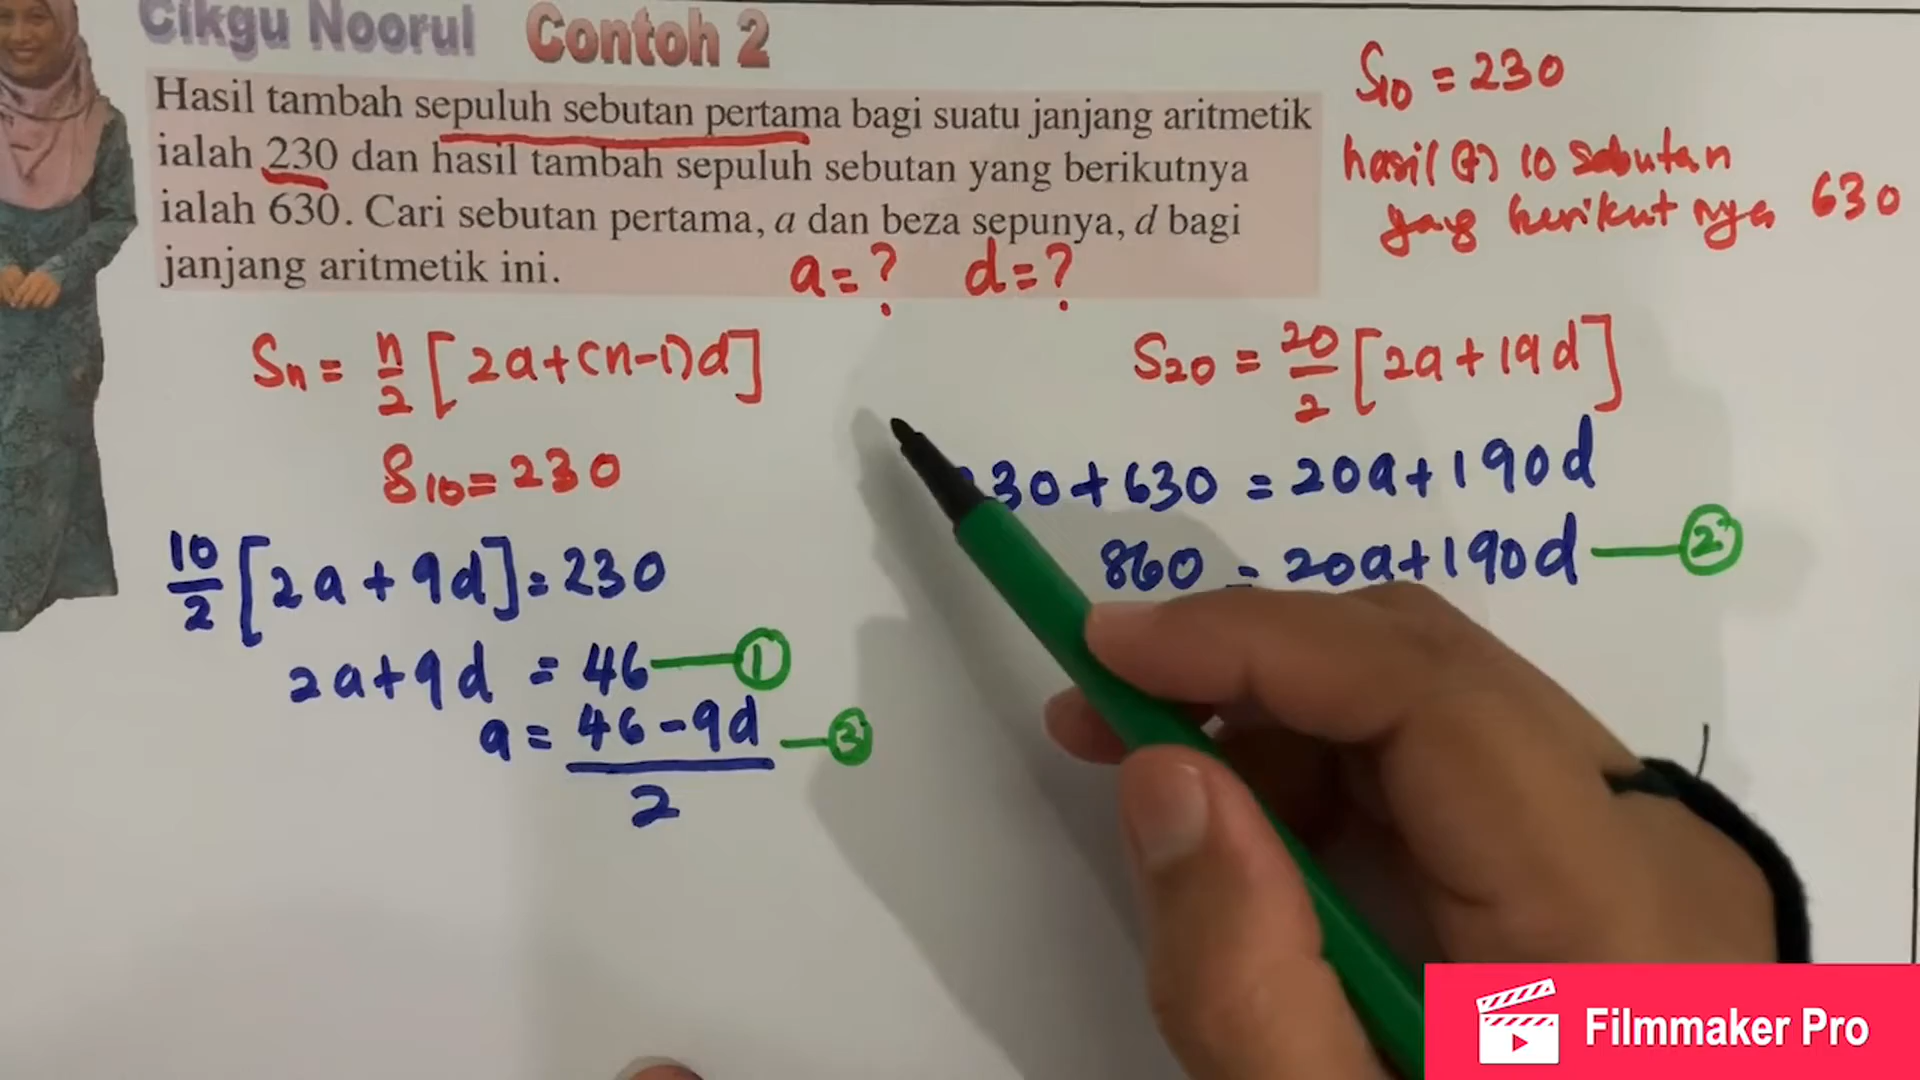 Cikgu Noorul Contoh 2
Hasil tambah sepuluh sebutan pertama bagi suatu janjang aritmetik
ialah 230 dan hasil tambah sepuluh sebutan yang berikutnya
ialah 630. Cari sebutan pertama, a dan beza sepunya, d bagi
janjang aritmetik ini.
a = ? d = ?
S10 = 230
hasil (+) 10 sebutan
yang berikutnya 630
Sn = n/2 [2a + (n-1)d]
S10 = 230
10/2 [2a + 9d] = 230
2a + 9d = 46 — 1
a = 46 - 9d / 2 — 3
S20 = 20/2 [2a + 19d]
30 + 630 = 20a + 190d
860 = 20a + 190d — 2
Filmmaker Pro